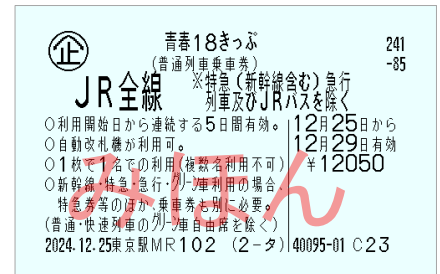 企 青春18きっぷ 241
(普通列車乗車券) -85
JR全線 ※特急(新幹線含む)急行
列車及びJRバスを除く
○利用開始日から連続する5日間有効。 12月25日から
○自動改札機が利用可。 12月29日有効
○1枚で1名での利用(複数名利用不可) ¥12050
○新幹線・特急・急行・グリーン車利用の場合、
特急券等のほか、乗車券も別に必要。
(普通・快速列車のグリーン車自由席を除く)
2024.12.25東京駅MR102 (2-タ) 40095-01 C23
みほん